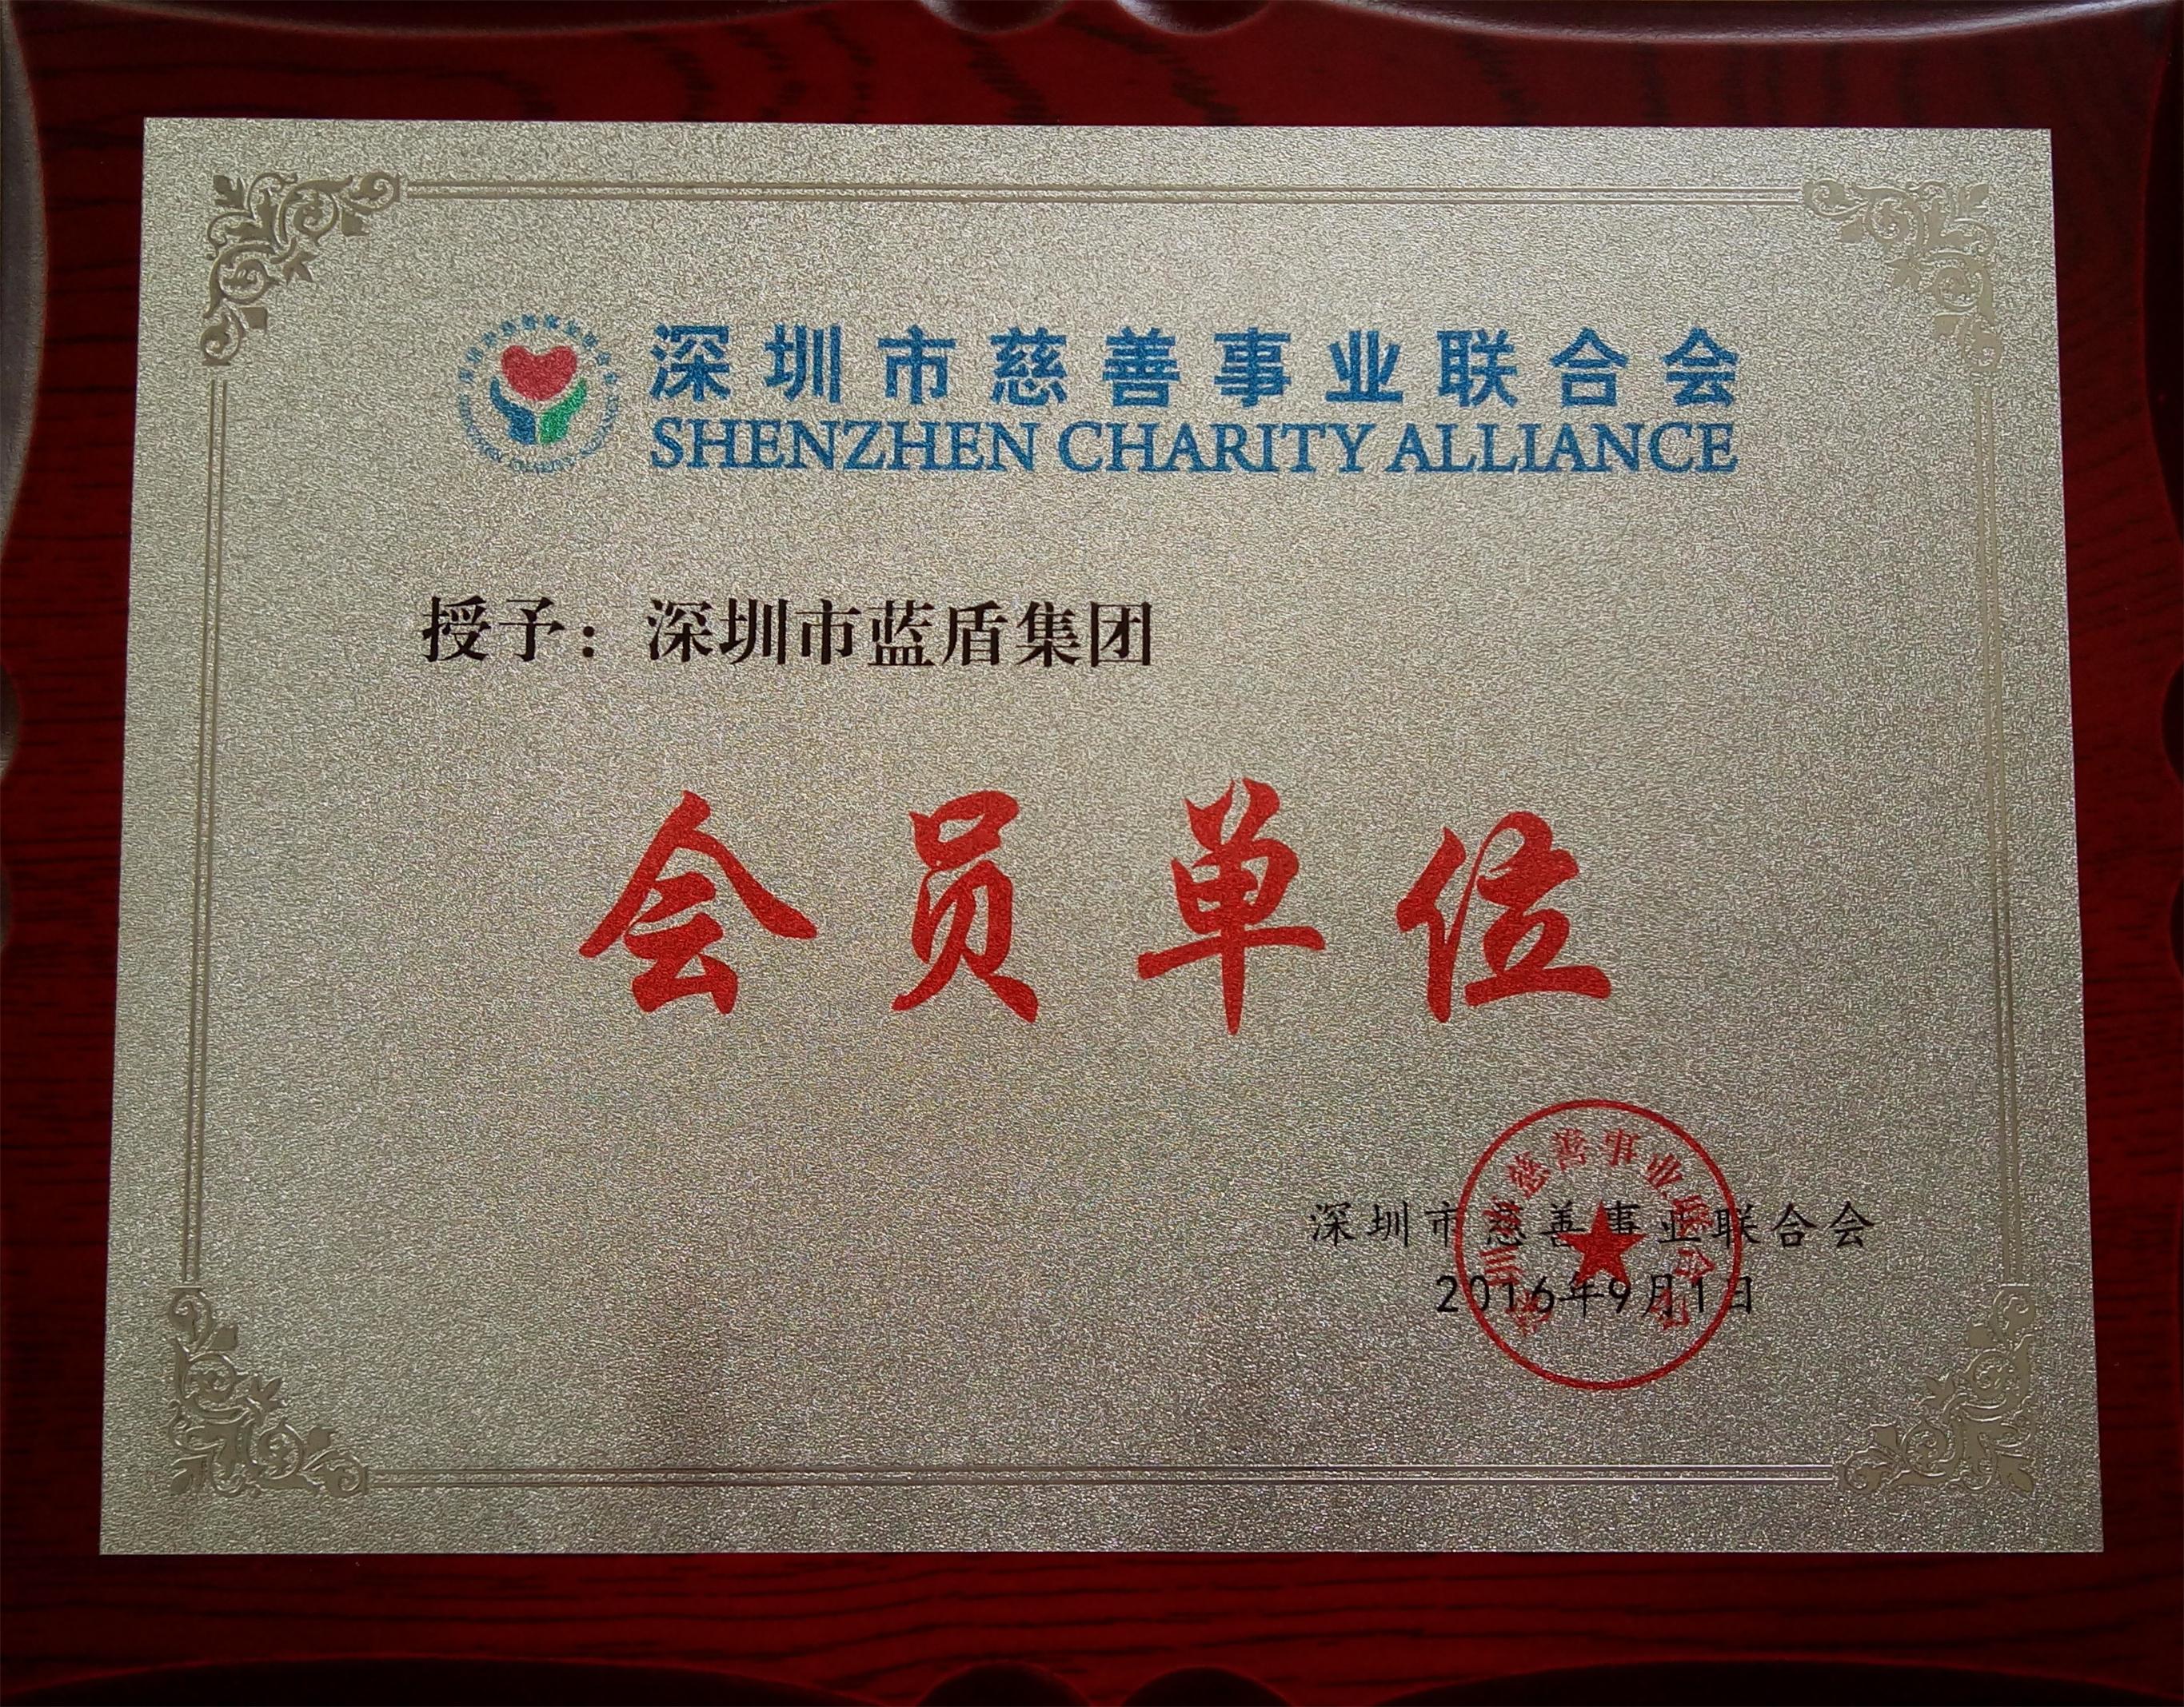 深圳市慈善事业联合会
SHENZHEN CHARITY ALLIANCE
授予：深圳市蓝盾集团
会员单位
深圳市慈善事业联合会
2016年9月1日